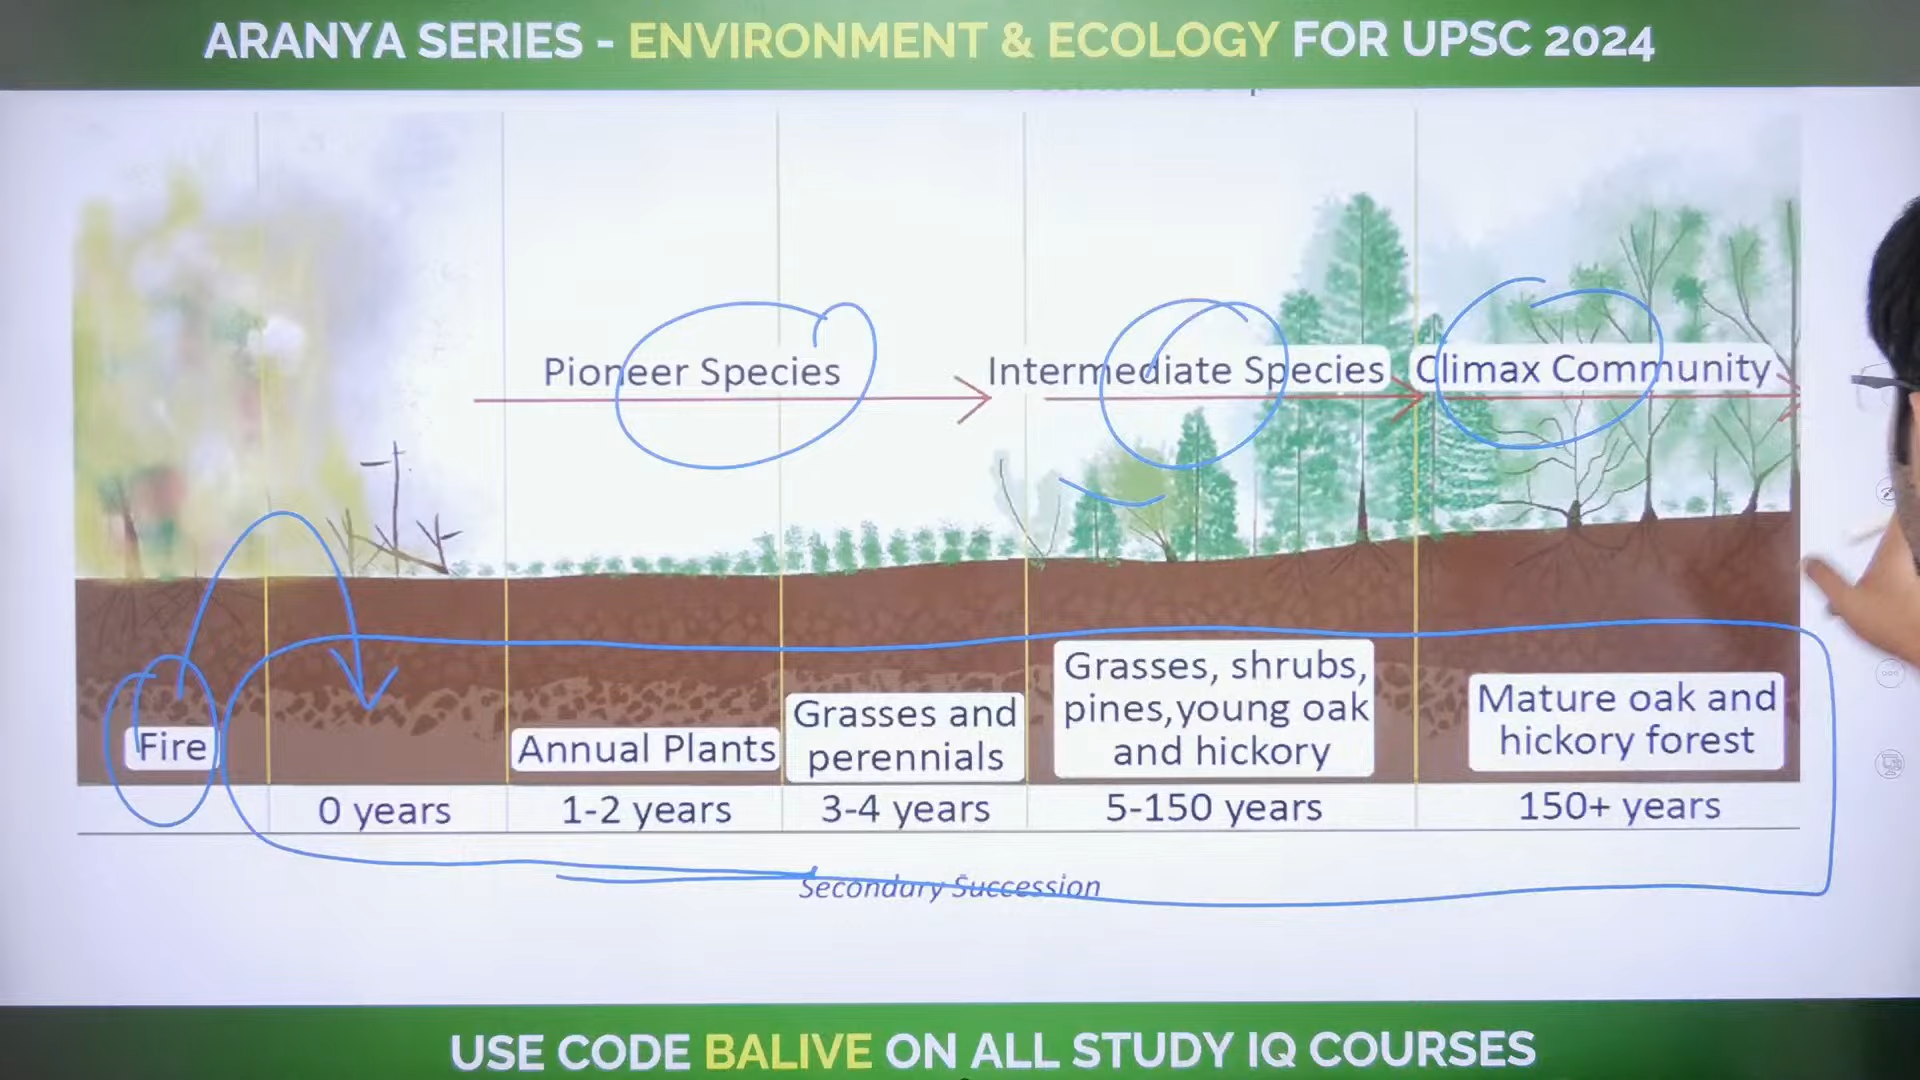 ARANYA SERIES - ENVIRONMENT & ECOLOGY FOR UPSC 2024
Pioneer Species
Intermediate Species
Climax Community
Fire
Annual Plants
Grasses and
perennials
Grasses, shrubs,
pines,young oak
and hickory
Mature oak and
hickory forest
0 years
1-2 years
3-4 years
5-150 years
150+ years
Secondary Succession
USE CODE BALIVE ON ALL STUDY IQ COURSES